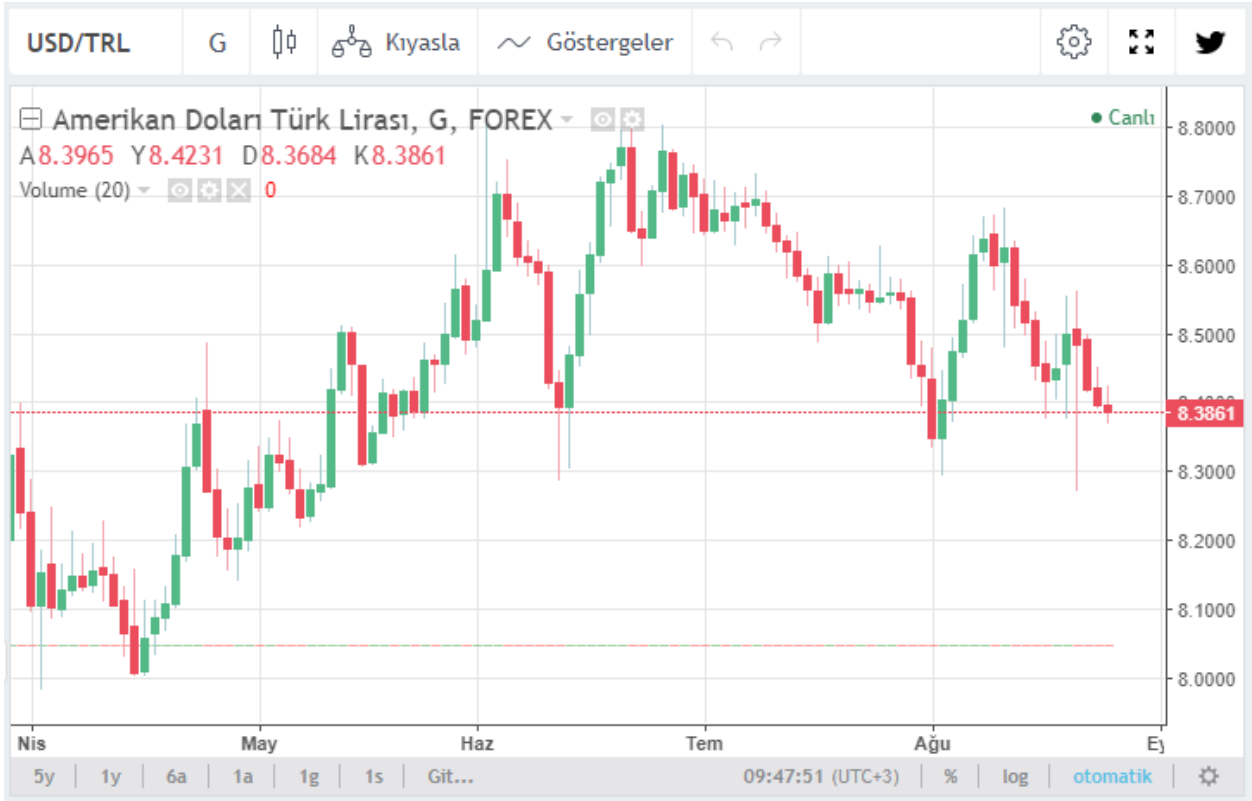 USD/TRL G Kıyasla Göstergeler
Amerikan Doları Türk Lirası, G, FOREX
Canlı
A8.3965 Y8.4231 D8.3684 K8.3861
Volume (20) 0
8.8000
8.7000
8.6000
8.5000
8.3861
8.3000
8.2000
8.1000
8.0000
Nis May Haz Tem Ağu
5y 1y 6a 1a 1g 1s Git... 09:47:51 (UTC+3) % log otomatik